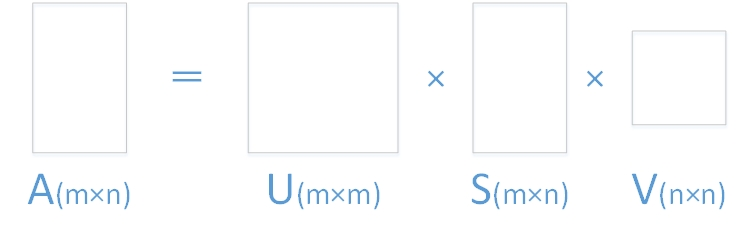 = × ×
A(m×n) U(m×m) S(m×n) V(n×n)